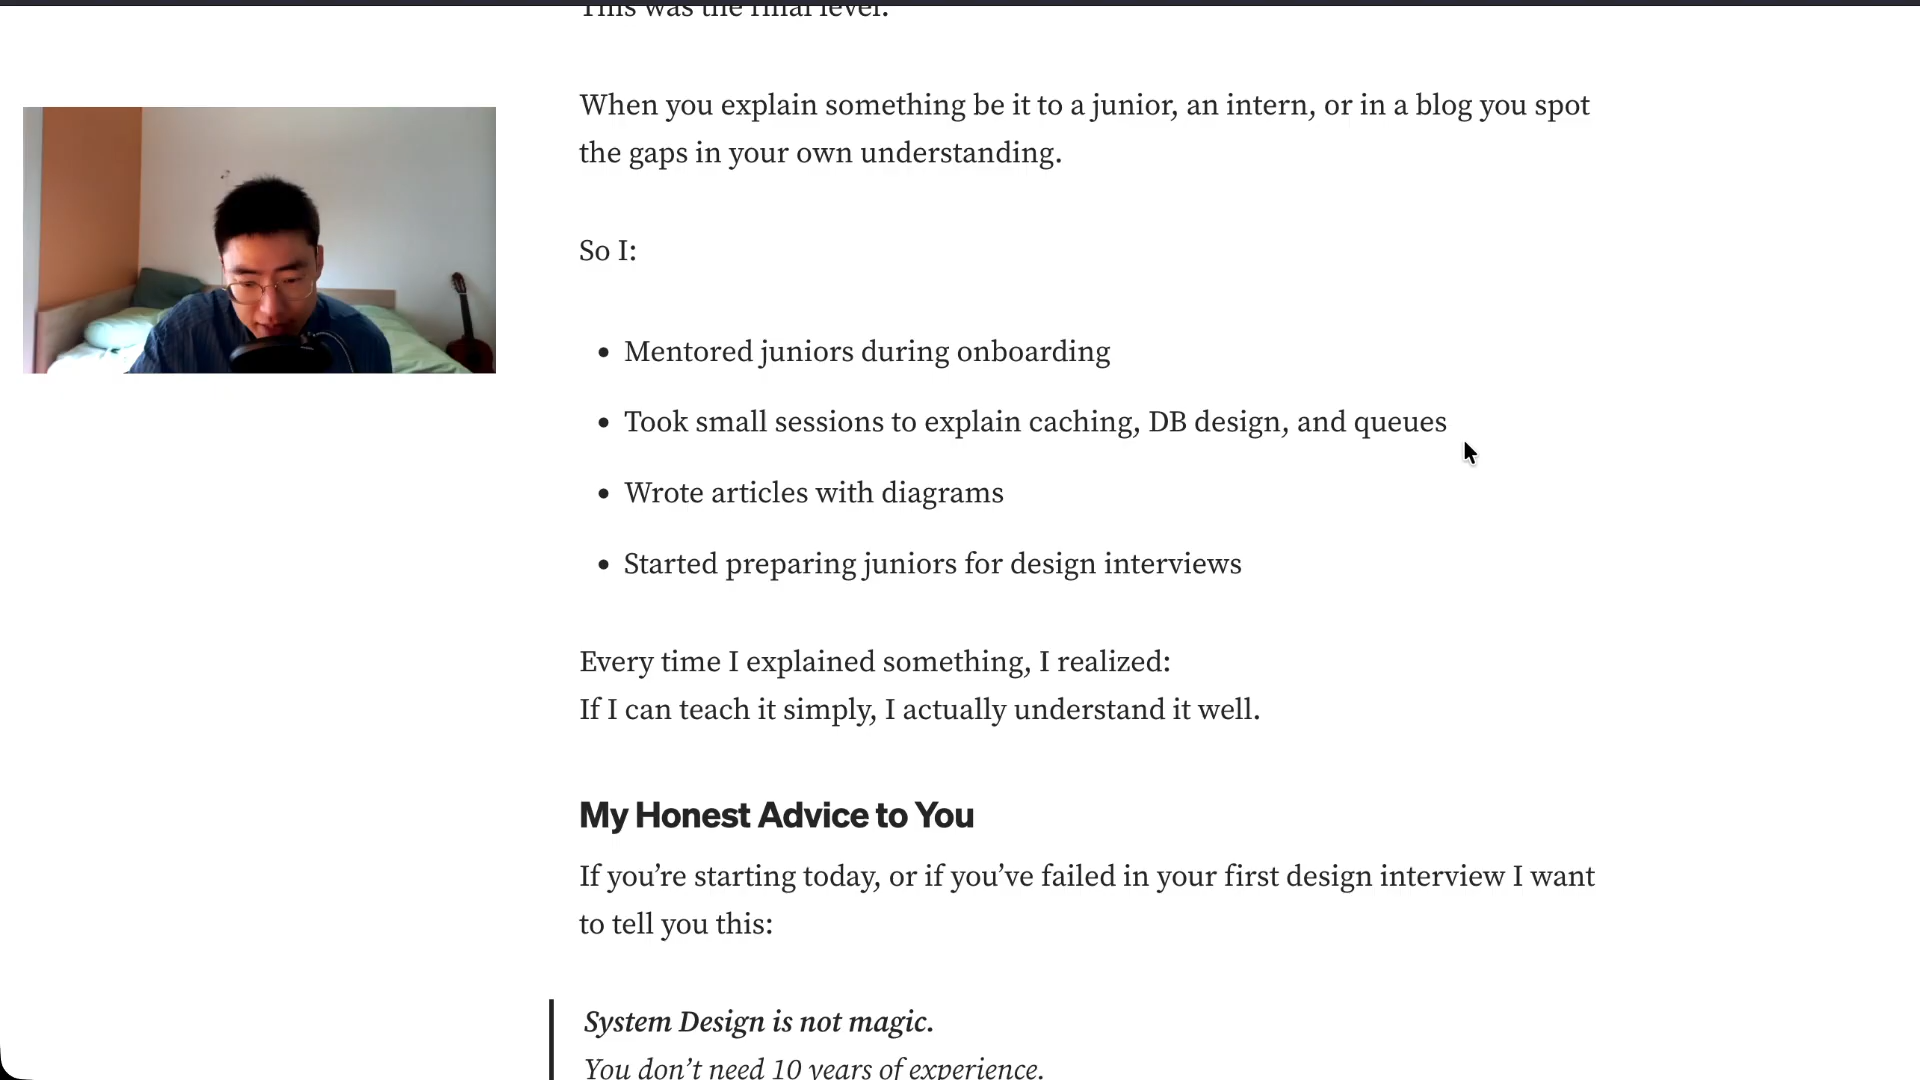 This was the final level.
When you explain something be it to a junior, an intern, or in a blog you spot
the gaps in your own understanding.
So I:
• Mentored juniors during onboarding
• Took small sessions to explain caching, DB design, and queues
• Wrote articles with diagrams
• Started preparing juniors for design interviews
Every time I explained something, I realized:
If I can teach it simply, I actually understand it well.
My Honest Advice to You
If you’re starting today, or if you’ve failed in your first design interview I want
to tell you this:
System Design is not magic.
You don’t need 10 years of experience.